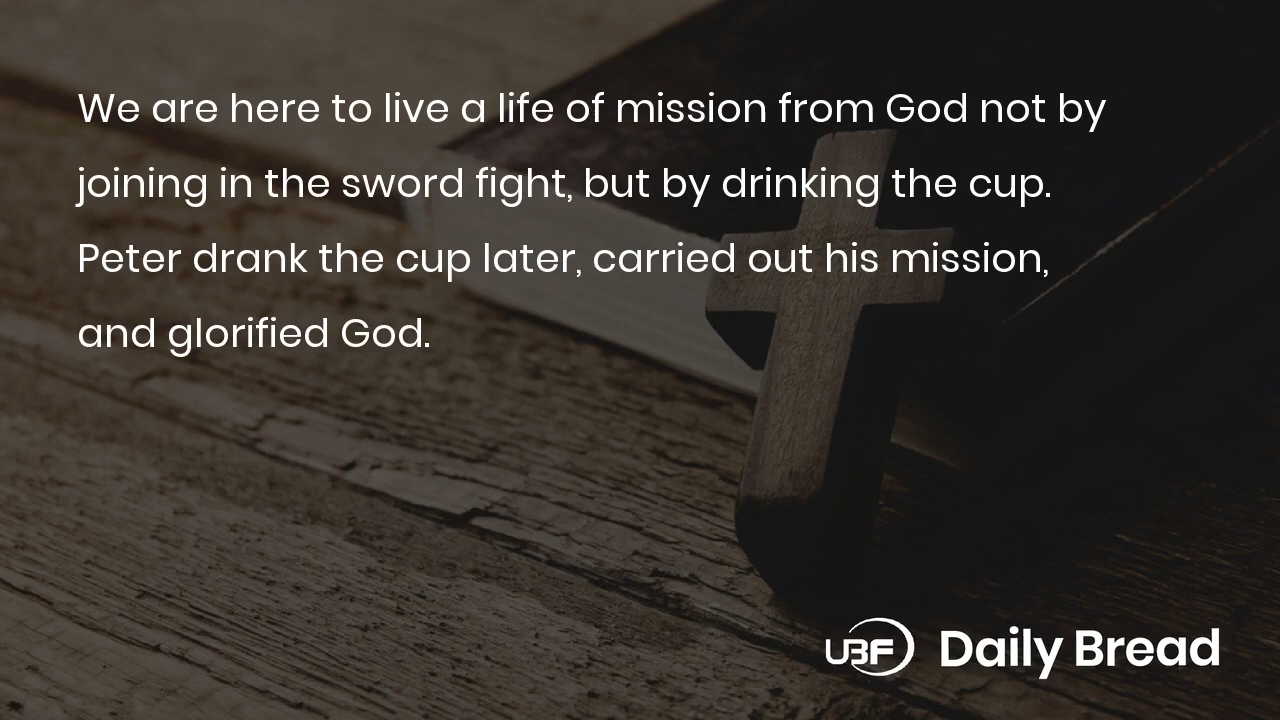 We are here to live a life of mission from God not by
joining in the sword fight, but by drinking the cup.
Peter drank the cup later, carried out his mission,
and glorified God.
UBF Daily Bread